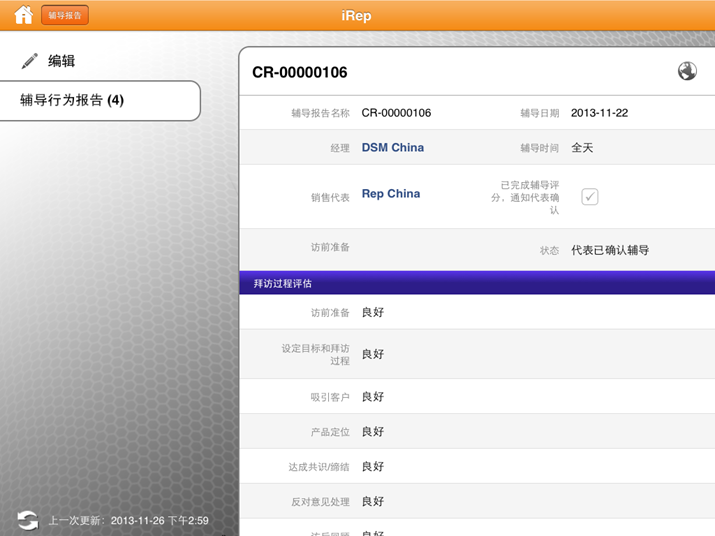 辅导报告
iRep
编辑
辅导行为报告 (4)
CR-00000106
辅导报告名称 CR-00000106 辅导日期 2013-11-22
经理 DSM China 辅导时间 全天
销售代表 Rep China
已完成辅导评
分，通知代表确
认
访前准备 状态 代表已确认辅导
拜访过程评估
访前准备 良好
设定目标和拜访
过程
良好
吸引客户 良好
产品定位 良好
达成共识/缔结 良好
反对意见处理 良好
上一次更新：2013-11-26 下午2:59